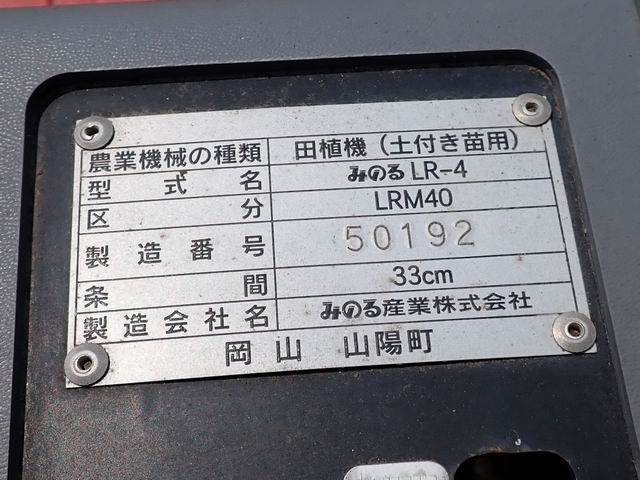 農業機械の種類 田植機（土付き苗用）
型式名 みのるLR-4
区分 LRM40
製造番号 50192
条間 33cm
製造会社名 みのる産業株式会社
岡山 山陽町